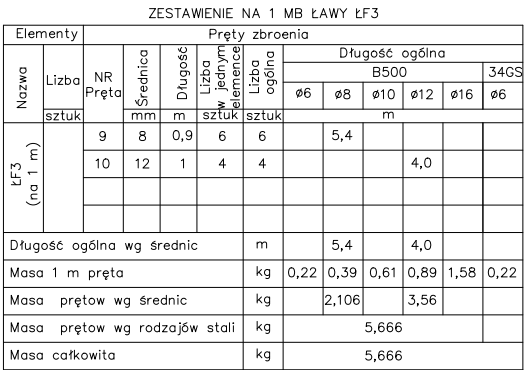 ZESTAWIENIE NA 1 MB ŁAWY ŁF3
Elementy Pręty zbroenia
Nazwa Lizba NR Pręta Średnica Długość Lizba w jednym elemence Lizba ogólna Długość ogólna
B500 34GS
ø6 ø8 ø10 ø12 ø16 ø6
sztuk mm m sztuk sztuk m
ŁF3 (na 1 m)
9 8 0,9 6 6 5,4
10 12 1 4 4 4,0
Długość ogólna wg średnic m 5,4 4,0
Masa 1 m pręta kg 0,22 0,39 0,61 0,89 1,58 0,22
Masa prętow wg średnic kg 2,106 3,56
Masa prętow wg rodzajów stali kg 5,666
Masa całkowita kg 5,666